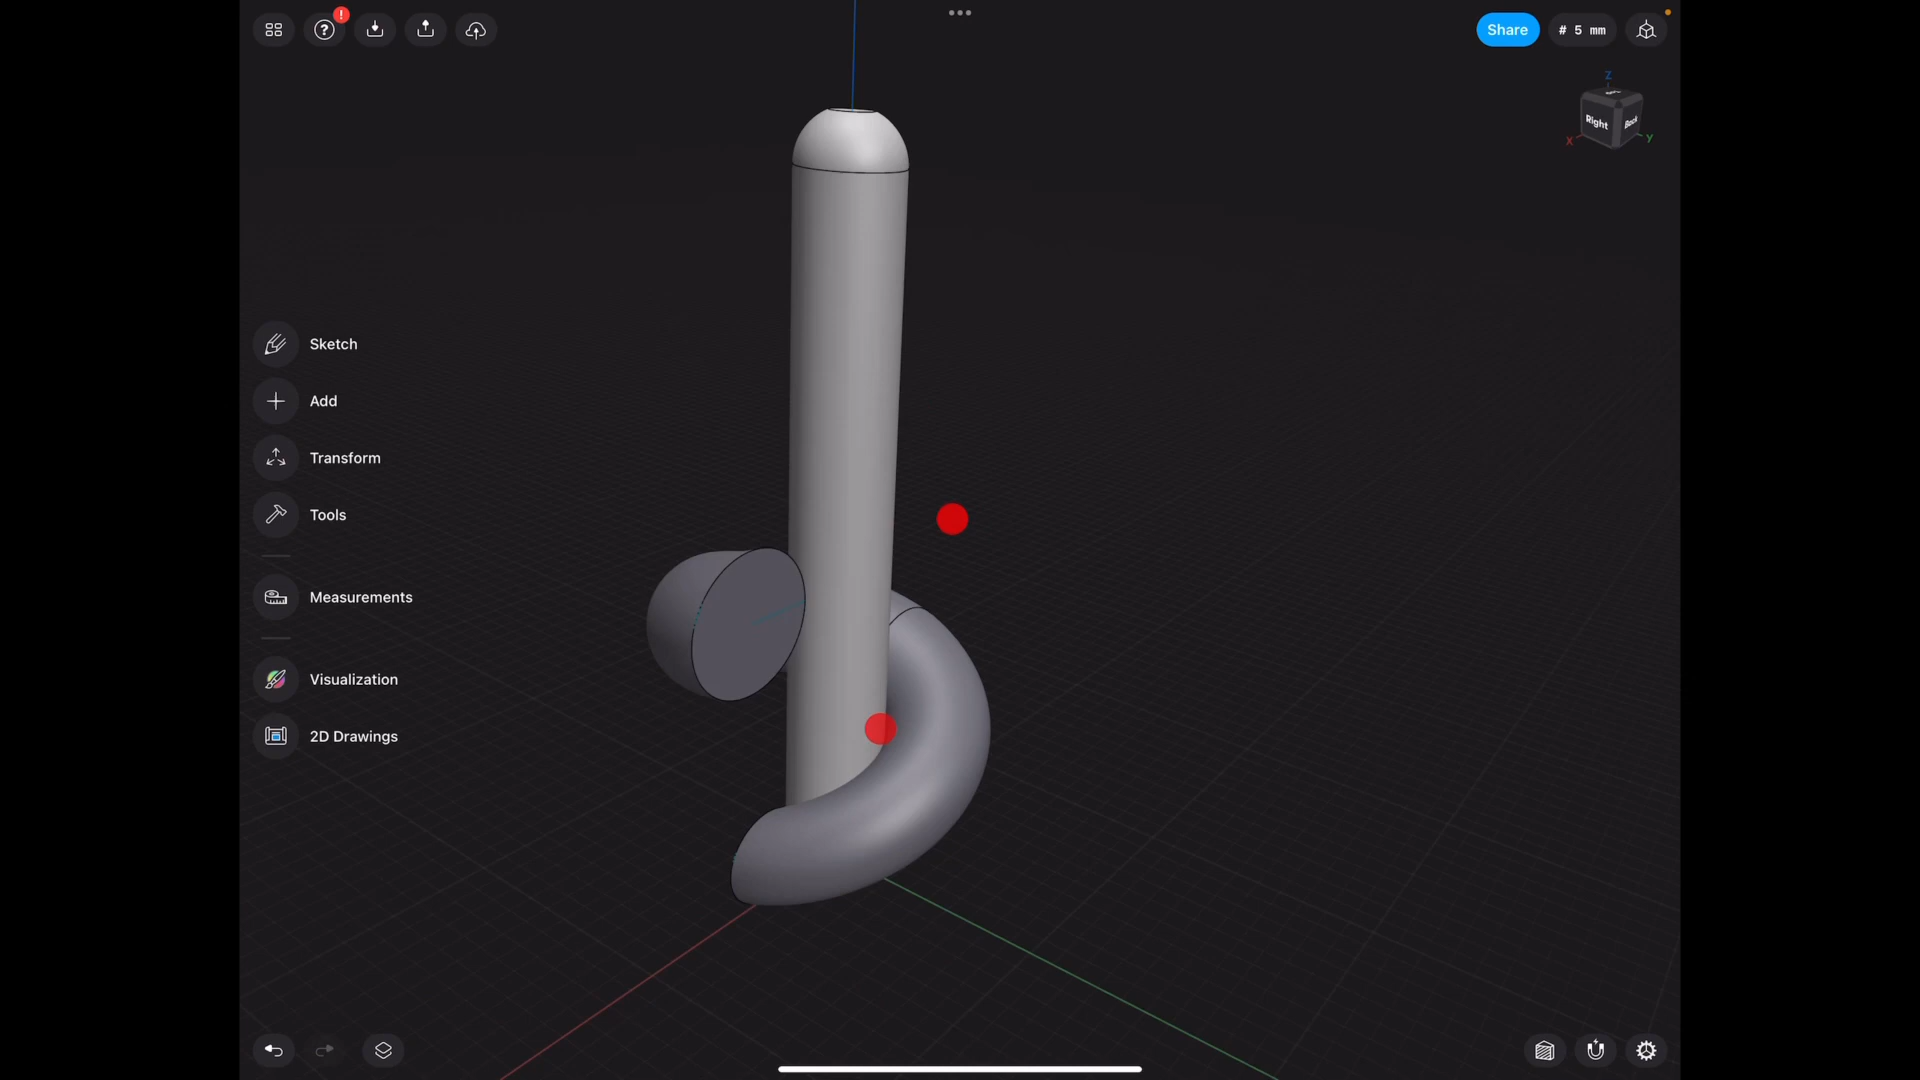 Share
# 5 mm
Z
Right
Back
X
Y
Sketch
Add
Transform
Tools
Measurements
Visualization
2D Drawings